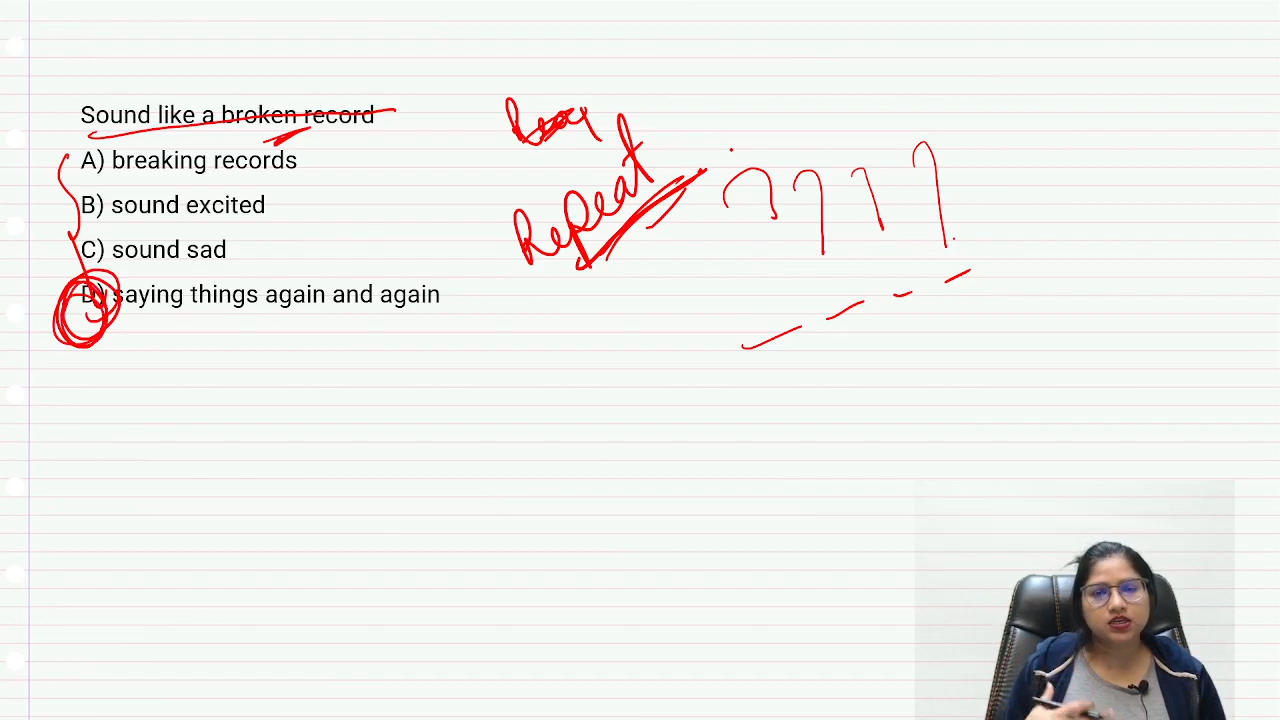 Sound like a broken record
A) breaking records
B) sound excited
C) sound sad
D) saying things again and again
Repeat
? ? ? ?